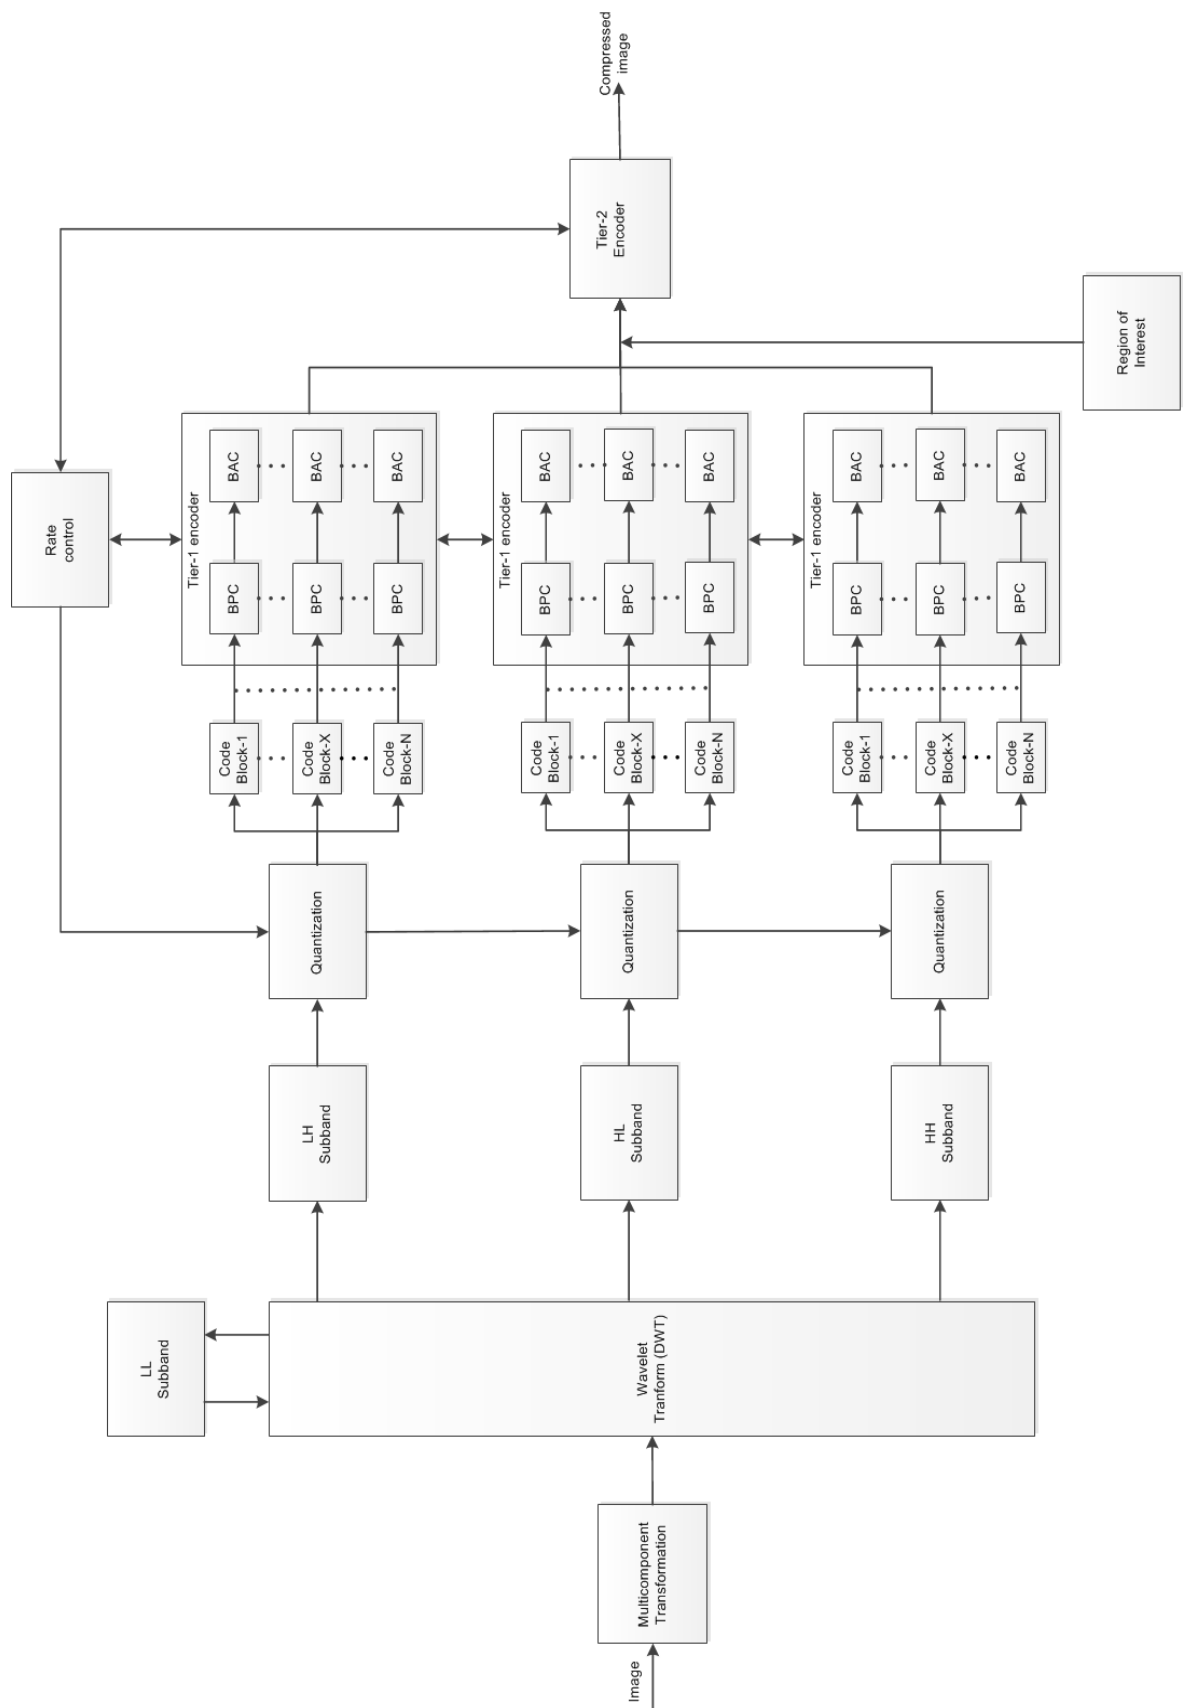 Image
Multicomponent
Transformation
Wavelet
Tranform (DWT)
LL
Subband
LH
Subband
HL
Subband
HH
Subband
Quantization
Quantization
Quantization
Code
Block-1
Code
Block-X
Code
Block-N
Code
Block-1
Code
Block-X
Code
Block-N
Code
Block-1
Code
Block-X
Code
Block-N
Tier-1 encoder
BPC
BAC
BPC
BAC
BPC
BAC
Tier-1 encoder
BPC
BAC
BPC
BAC
BPC
BAC
Tier-1 encoder
BPC
BAC
BPC
BAC
BPC
BAC
Rate
control
Region of
Interest
Tier-2
Encoder
Compressed
image